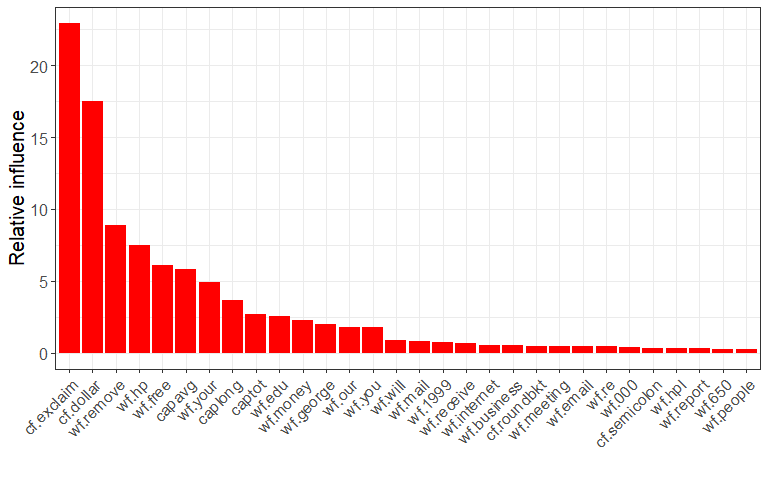 Relative influence
20
15
10
5
0
cf.exclaim
cf.dollar
wf.remove
wf.hp
wf.free
capavg
wf.your
caplong
captot
wf.edu
wf.money
wf.george
wf.our
wf.you
wf.will
wf.mail
wf.1999
wf.receive
wf.internet
wf.business
cf.roundbkt
wf.meeting
wf.email
wf.re
wf.000
cf.semicolon
wf.hpl
wf.report
wf.650
wf.people